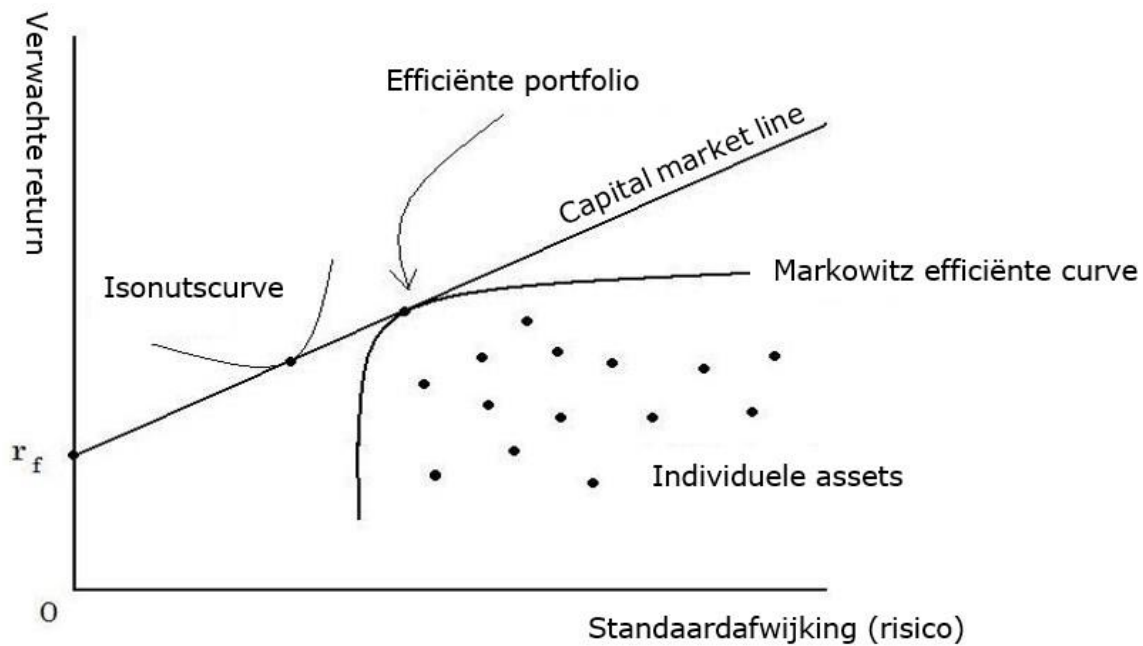 Verwachte return
Efficiënte portfolio
Capital market line
Markowitz efficiënte curve
Isonutscurve
r f
Individuele assets
0
Standaardafwijking (risico)